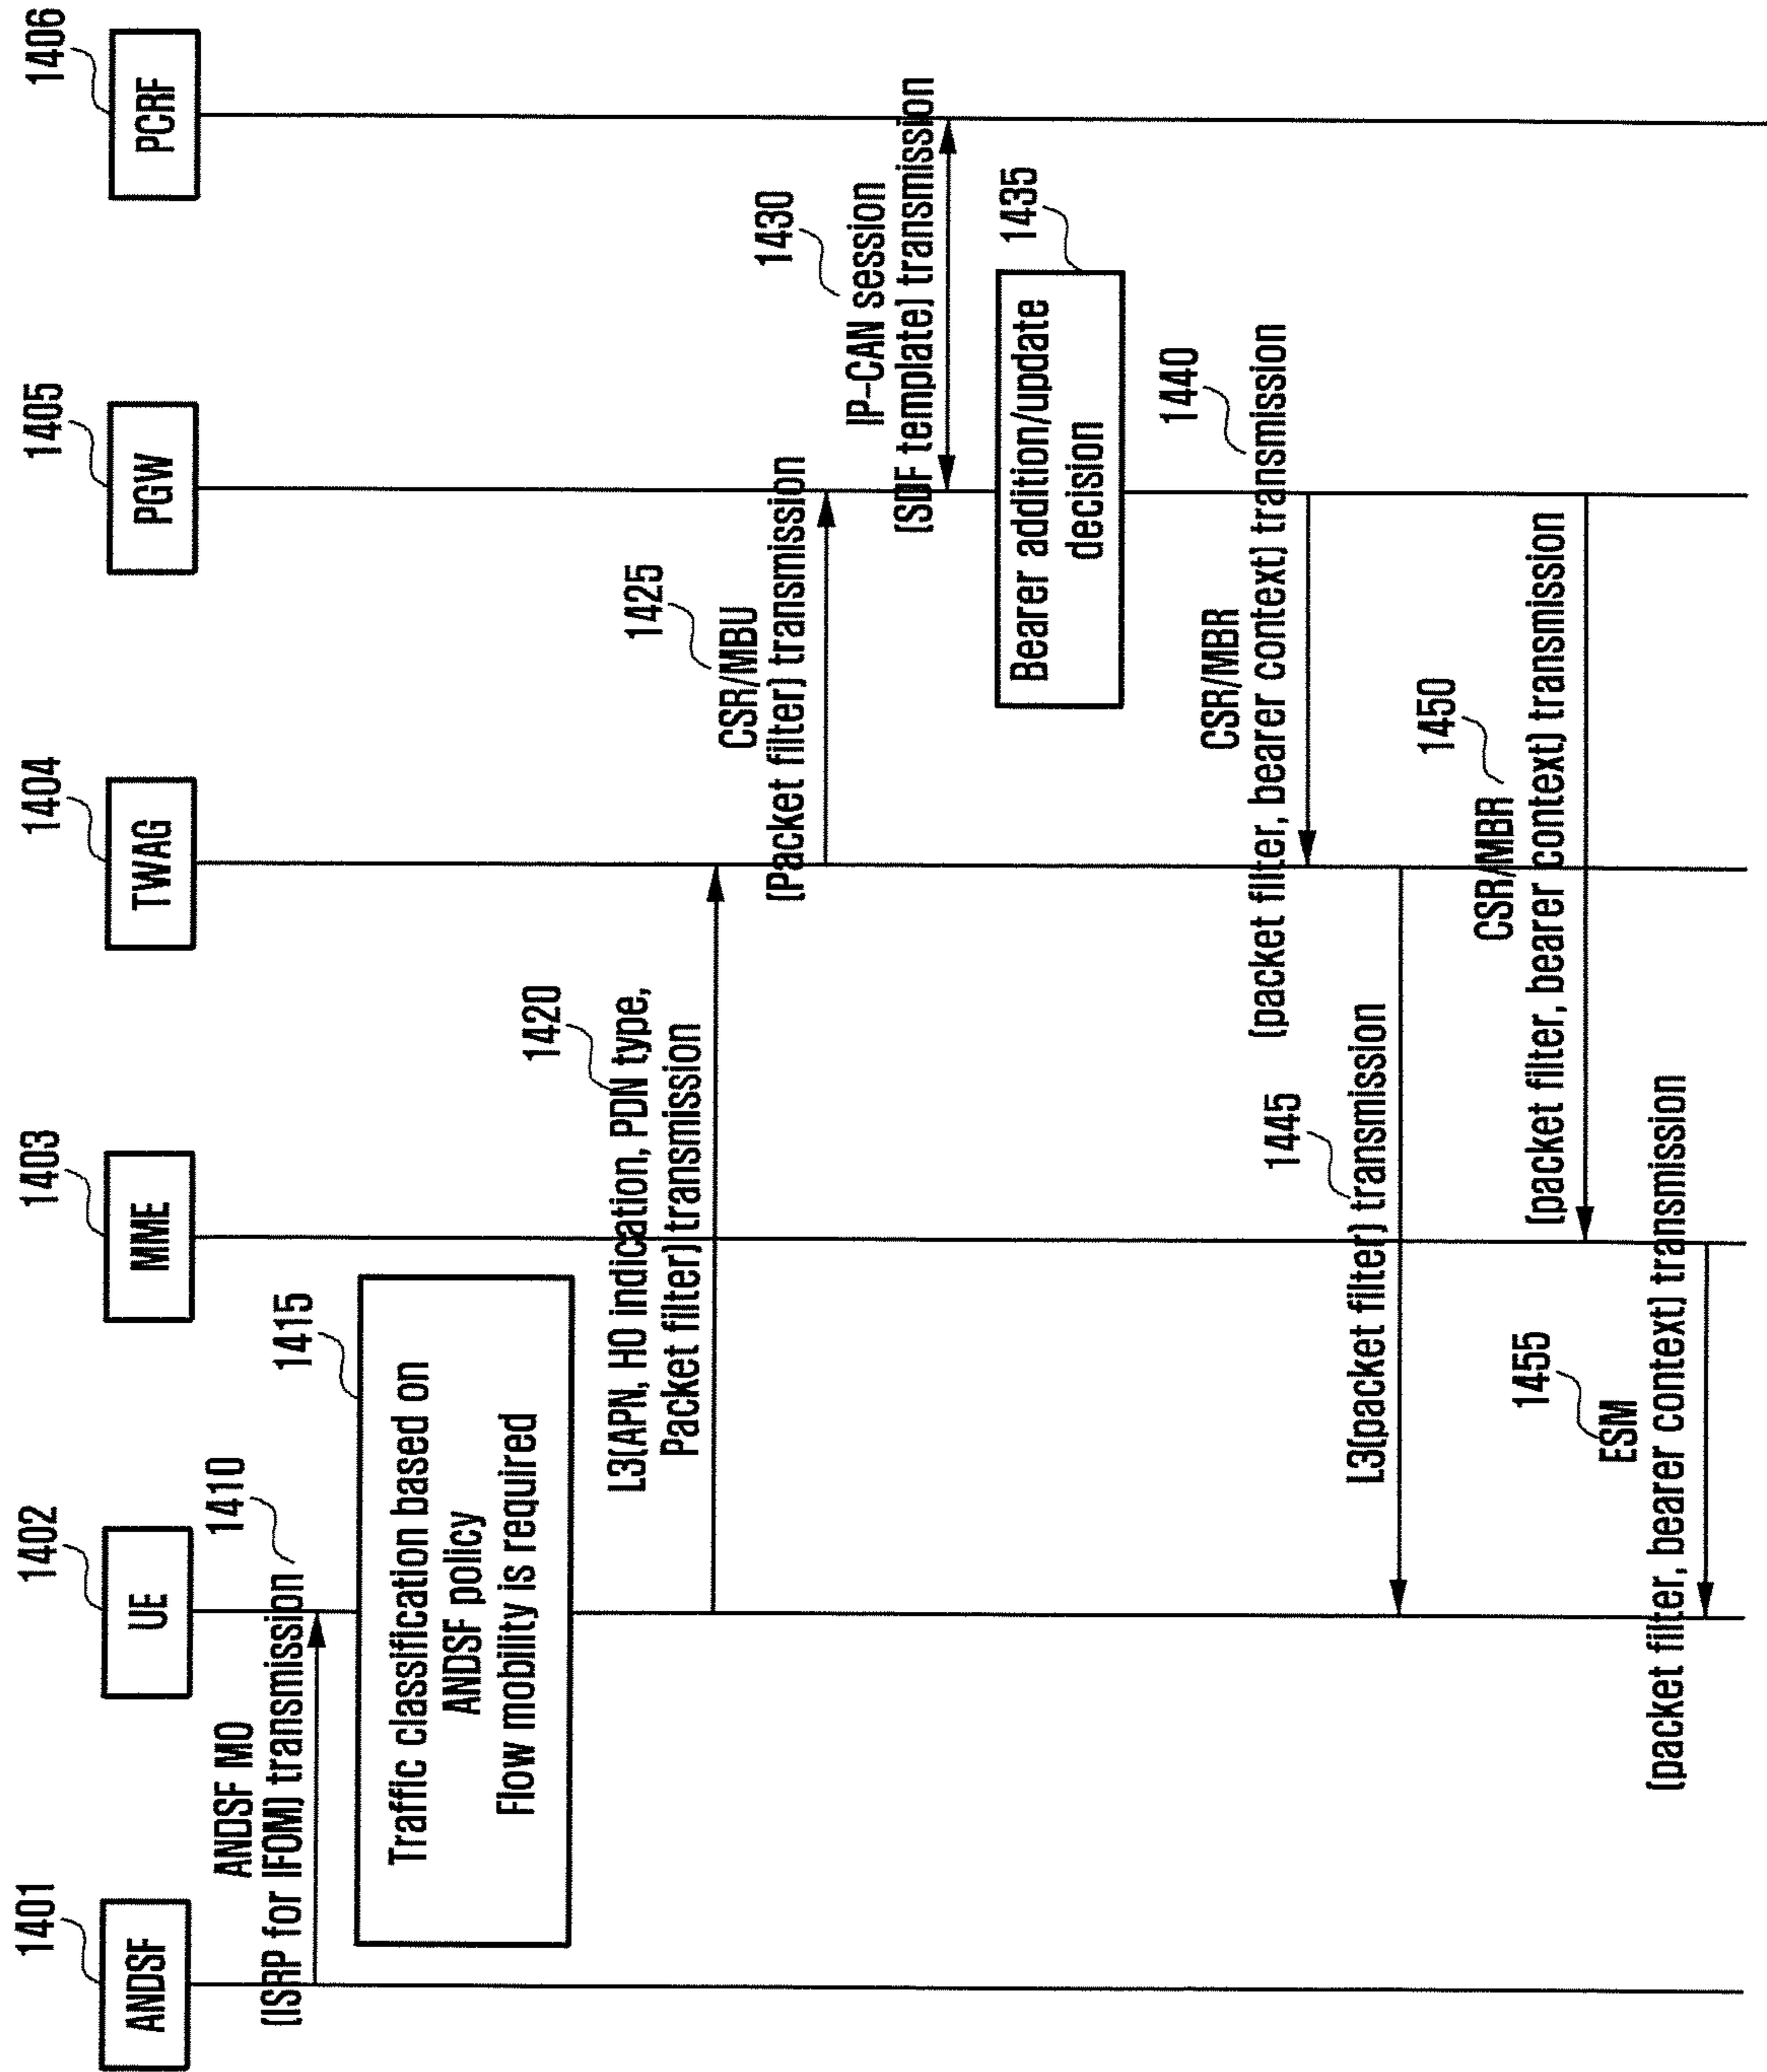 1401
ANDSF
1402
UE
1403
MME
1404
TWAG
1405
PGW
1406
PCRF
1410
ANDSF MO
(ISRP for IFOM) transmission
1415
Traffic classification based on
ANDSF policy
Flow mobility is required
1420
L3(APN, HO indication, PDN type,
Packet filter) transmission
1425
CSR/MBU
(Packet filter) transmission
1430
IP-CAN session
(SDF template) transmission
1435
Bearer addition/update
decision
1440
CSR/MBR
(packet filter, bearer context) transmission
1445
L3(packet filter) transmission
1450
CSR/MBR
(packet filter, bearer context) transmission
1455
ESM
(packet filter, bearer context) transmission